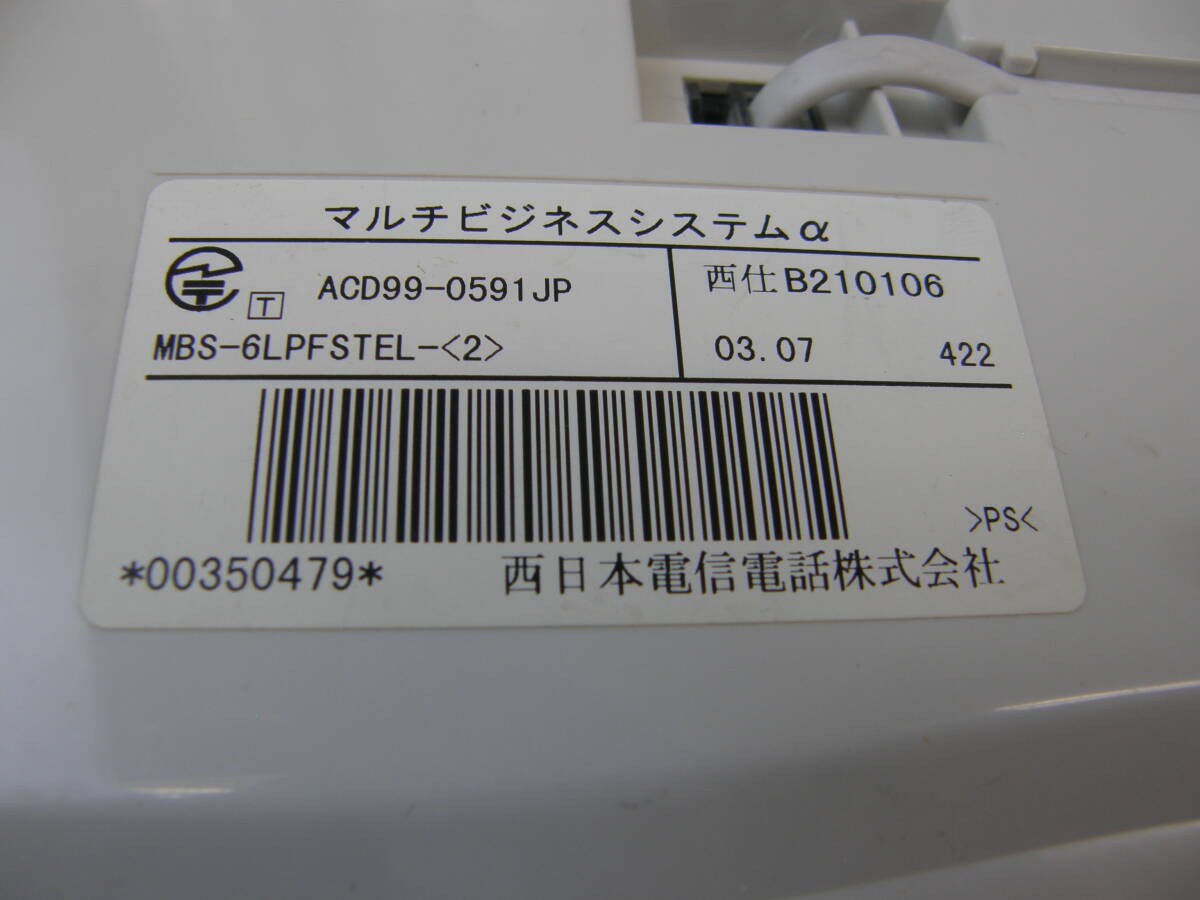 マルチビジネスシステムα
T ACD99-0591JP
西仕B210106
MBS-6LPFSTEL-<2>
03.07 422
>PS<
*00350479* 西日本電信電話株式会社